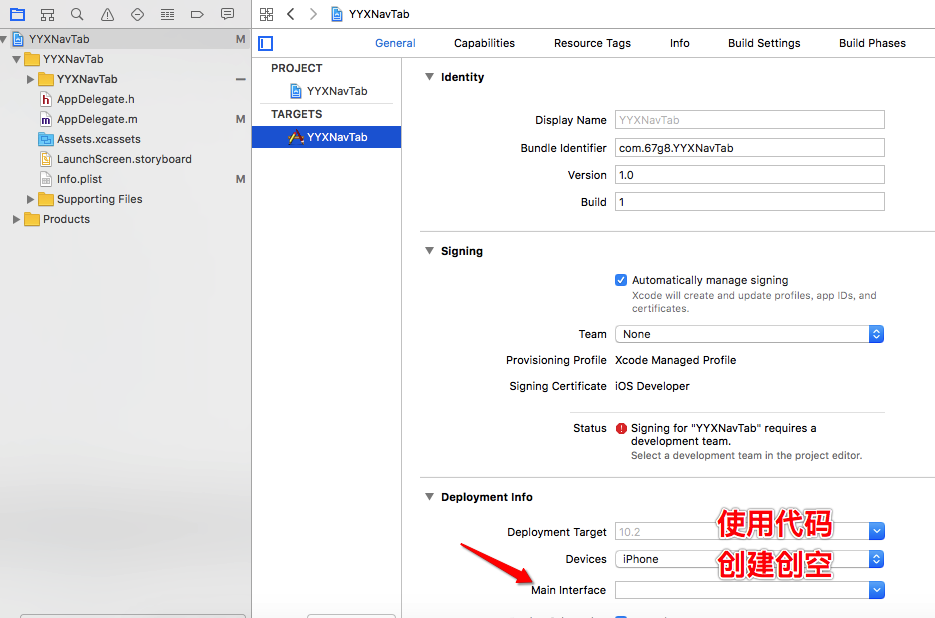 YYXNavTab
YYXNavTab M
General Capabilities Resource Tags Info Build Settings Build Phases
YYXNavTab
YYXNavTab
AppDelegate.h
AppDelegate.m M
Assets.xcassets
LaunchScreen.storyboard
Info.plist M
Supporting Files
Products
PROJECT
YYXNavTab
TARGETS
YYXNavTab
Identity
Display Name YYXNavTab
Bundle Identifier com.67g8.YYXNavTab
Version 1.0
Build 1
Signing
Automatically manage signing
Xcode will create and update profiles, app IDs, and
certificates.
Team None
Provisioning Profile Xcode Managed Profile
Signing Certificate iOS Developer
Status Signing for "YYXNavTab" requires a
development team.
Select a development team in the project editor.
Deployment Info
Deployment Target 10.2
使用代码
Devices iPhone
创建创空
Main Interface